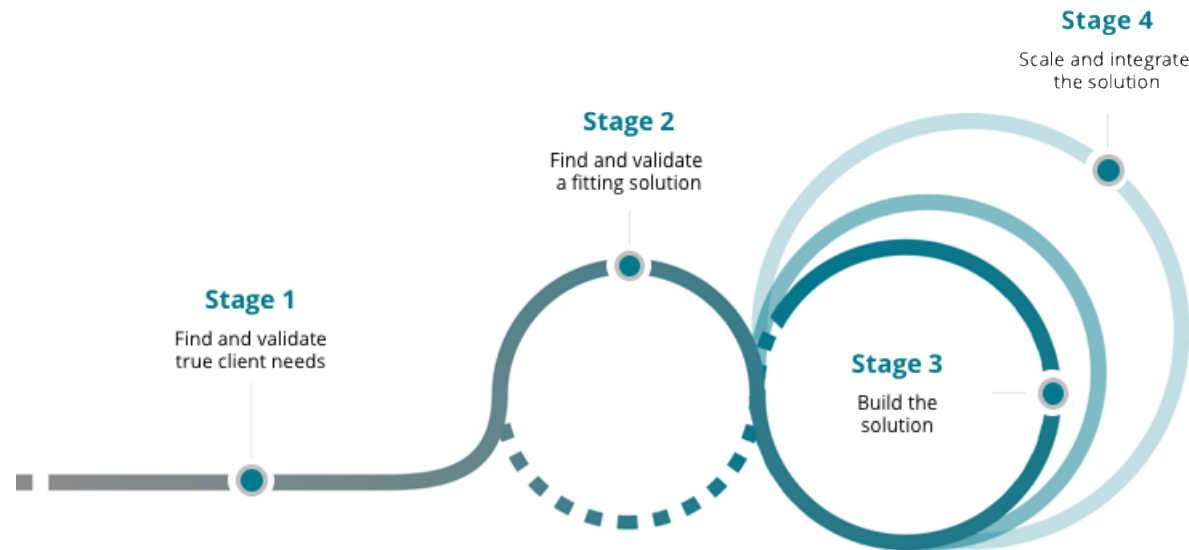 Stage 1
Find and validate
true client needs
Stage 2
Find and validate
a fitting solution
Stage 3
Build the
solution
Stage 4
Scale and integrate
the solution